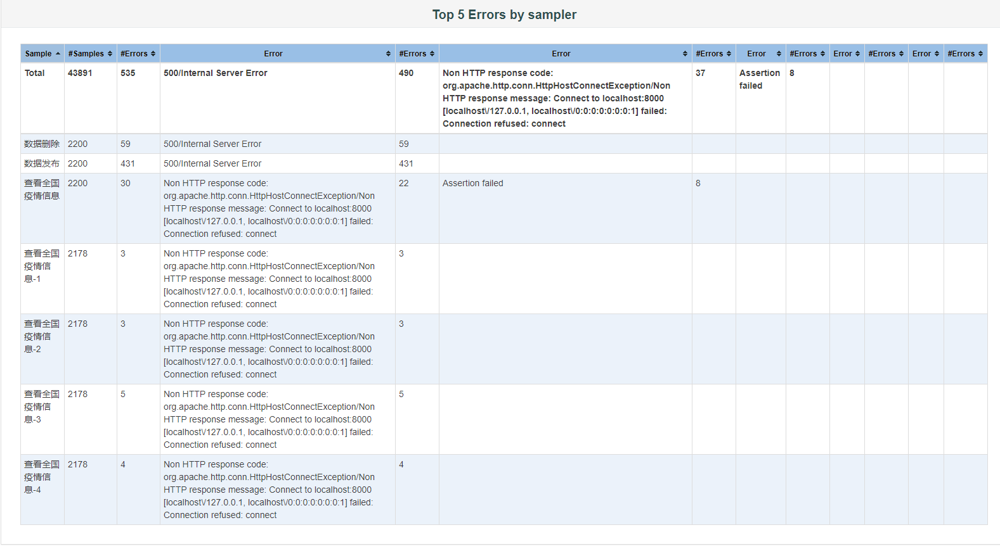 Top 5 Errors by sampler
Sample #Samples #Errors Error #Errors Error #Errors Error #Errors Error #Errors Error #Errors
Total 43891 535 500/Internal Server Error 490 Non HTTP response code: 37 Assertion 8
org.apache.http.conn.HttpHostConnectException/Non failed
HTTP response message: Connect to localhost:8000
[localhost\/127.0.0.1, localhost\/0:0:0:0:0:0:0:1] failed:
Connection refused: connect
数据删除 2200 59 500/Internal Server Error 59
数据发布 2200 431 500/Internal Server Error 431
查看全国 2200 30 Non HTTP response code: 22 Assertion failed 8
疫情信息 org.apache.http.conn.HttpHostConnectException/Non
HTTP response message: Connect to localhost:8000
[localhost\/127.0.0.1, localhost\/0:0:0:0:0:0:0:1] failed:
Connection refused: connect
查看全国 2178 3 Non HTTP response code: 3
疫情信 org.apache.http.conn.HttpHostConnectException/Non
息-1 HTTP response message: Connect to localhost:8000
[localhost\/127.0.0.1, localhost\/0:0:0:0:0:0:0:1] failed:
Connection refused: connect
查看全国 2178 3 Non HTTP response code: 3
疫情信 org.apache.http.conn.HttpHostConnectException/Non
息-2 HTTP response message: Connect to localhost:8000
[localhost\/127.0.0.1, localhost\/0:0:0:0:0:0:0:1] failed:
Connection refused: connect
查看全国 2178 5 Non HTTP response code: 5
疫情信 org.apache.http.conn.HttpHostConnectException/Non
息-3 HTTP response message: Connect to localhost:8000
[localhost\/127.0.0.1, localhost\/0:0:0:0:0:0:0:1] failed:
Connection refused: connect
查看全国 2178 4 Non HTTP response code: 4
疫情信 org.apache.http.conn.HttpHostConnectException/Non
息-4 HTTP response message: Connect to localhost:8000
[localhost\/127.0.0.1, localhost\/0:0:0:0:0:0:0:1] failed:
Connection refused: connect